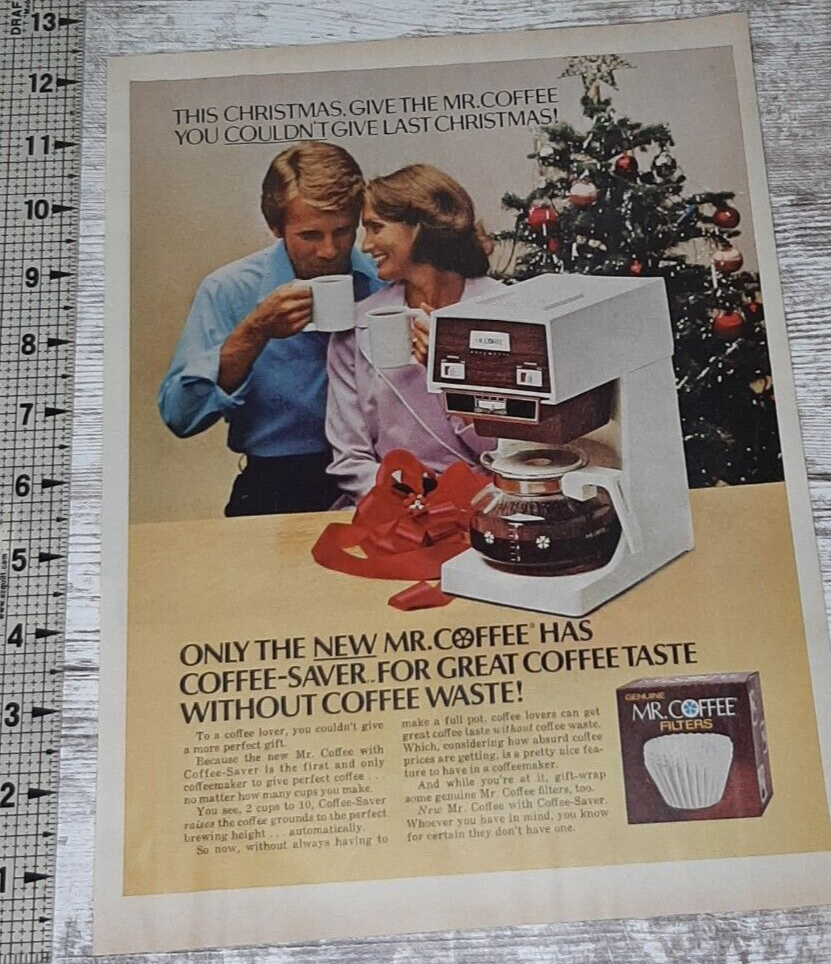 DRAF
13
12
11
10
9
8
7
6
5
4
3
2
1
THIS CHRISTMAS, GIVE THE MR. COFFEE
YOU COULDN'T GIVE LAST CHRISTMAS!
MR. COFFEE
ONLY THE NEW MR. COFFEE® HAS
COFFEE-SAVER™ FOR GREAT COFFEE TASTE
WITHOUT COFFEE WASTE!
To a coffee lover, you couldn't give
a more perfect gift.
Because the new Mr. Coffee with
Coffee-Saver is the first and only
coffeemaker to give perfect coffee . . .
no matter how many cups you make.
You see, 2 cups to 10, Coffee-Saver
raises the coffee grounds to the perfect
brewing height . . . automatically.
So now, without always having to
make a full pot, coffee lovers can get
great coffee taste without coffee waste.
Which, considering how absurd coffee
prices are getting, is a pretty nice fea-
ture to have in a coffeemaker.
And while you're at it, gift-wrap
some genuine Mr. Coffee filters, too.
New Mr. Coffee with Coffee-Saver.
Whoever you have in mind, you know
for certain they don't have one.
GENUINE
MR. COFFEE
FILTERS